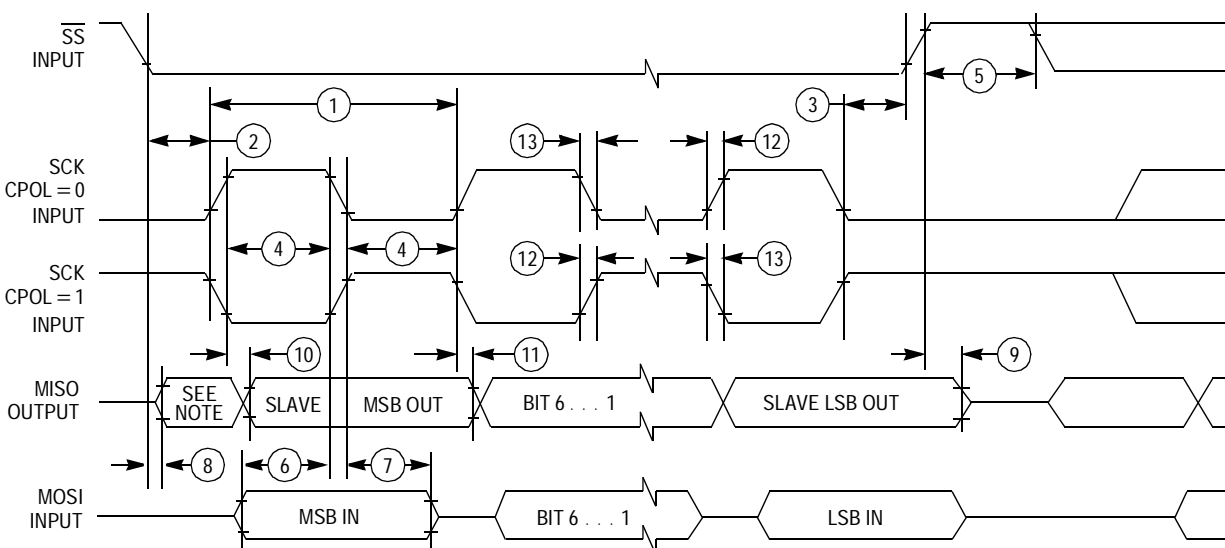 SS
INPUT
5
1
3
2
13
12
SCK
CPOL = 0
INPUT
4
4
12
13
SCK
CPOL = 1
INPUT
10
11
9
MISO
OUTPUT
SEE
NOTE
SLAVE
MSB OUT
BIT 6 . . . 1
SLAVE LSB OUT
8
6
7
MOSI
INPUT
MSB IN
BIT 6 . . . 1
LSB IN